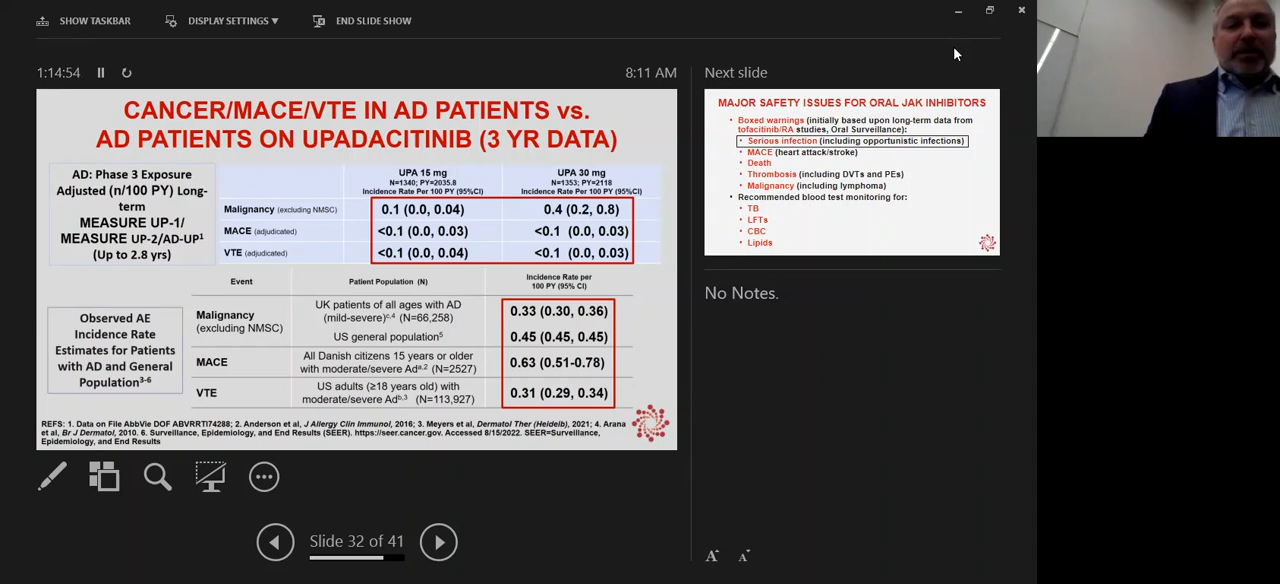 SHOW TASKBAR
DISPLAY SETTINGS ▼
END SLIDE SHOW
1:14:54
8:11 AM
CANCER/MACE/VTE IN AD PATIENTS vs.
AD PATIENTS ON UPADACITINIB (3 YR DATA)
AD: Phase 3 Exposure
Adjusted (n/100 PY) Long-
term
MEASURE UP-1/
MEASURE UP-2/AD-UP1
(Up to 2.8 yrs)
UPA 15 mg
N=1340; PY=2035.8
Incidence Rate Per 100 PY (95%CI)
UPA 30 mg
N=1353; PY=2118
Incidence Rate Per 100 PY (95%CI)
Malignancy (excluding NMSC) 0.1 (0.0, 0.04) 0.4 (0.2, 0.8)
MACE (adjudicated) <0.1 (0.0, 0.03) <0.1 (0.0, 0.03)
VTE (adjudicated) <0.1 (0.0, 0.04) <0.1 (0.0, 0.03)
Observed AE
Incidence Rate
Estimates for Patients
with AD and General
Population3-6
Event
Patient Population (N)
Incidence Rate per
100 PY (95% CI)
Malignancy
(excluding NMSC)
UK patients of all ages with AD
(mild-severe)c,4 (N=66,258)
0.33 (0.30, 0.36)
US general population5
0.45 (0.45, 0.45)
MACE
All Danish citizens 15 years or older
with moderate/severe Ada,2 (N=2527)
0.63 (0.51-0.78)
VTE
US adults (≥18 years old) with
moderate/severe Adb,3 (N=113,927)
0.31 (0.29, 0.34)
REFS: 1. Data on File AbbVie DOF ABVRRTI74288; 2. Anderson et al, J Allergy Clin Immunol, 2016; 3. Meyers et al, Dermatol Ther (Heidelb), 2021; 4. Arana
et al, Br J Dermatol, 2010. 6. Surveillance, Epidemiology, and End Results (SEER). https://seer.cancer.gov. Accessed 8/15/2022. SEER=Surveillance,
Epidemiology, and End Results
Slide 32 of 41
Next slide
MAJOR SAFETY ISSUES FOR ORAL JAK INHIBITORS
• Boxed warnings (initially based upon long-term data from
tofacitinib/RA studies, Oral Surveillance):
• Serious infection (including opportunistic infections)
• MACE (heart attack/stroke)
• Death
• Thrombosis (including DVTs and PEs)
• Malignancy (including lymphoma)
• Recommended blood test monitoring for:
• TB
• LFTs
• CBC
• Lipids
No Notes.
A A